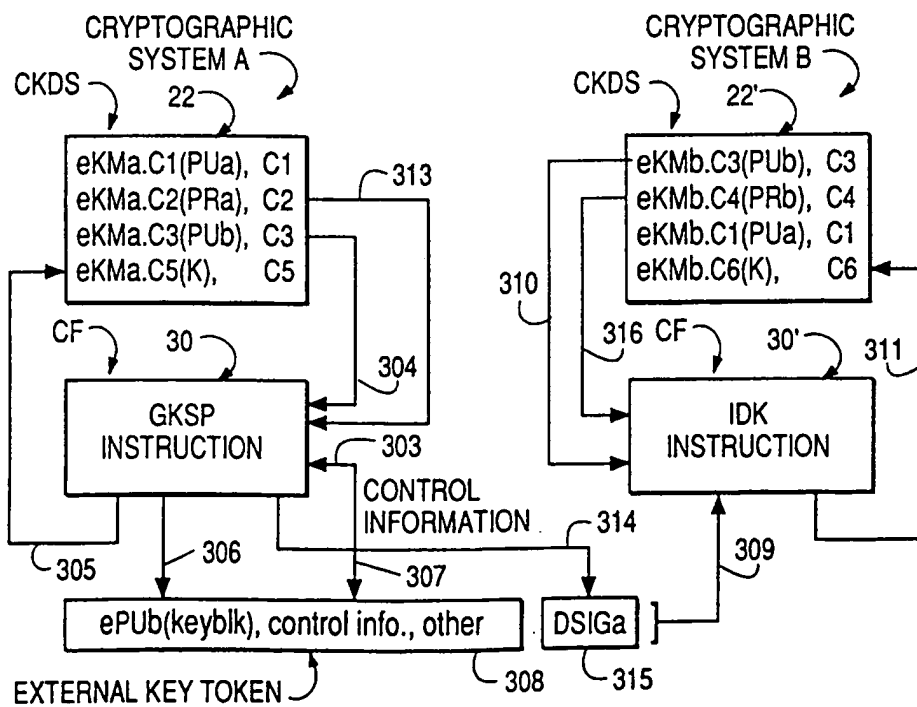 CRYPTOGRAPHIC
SYSTEM A
CKDS
22
eKMa.C1(PUa), C1
eKMa.C2(PRa), C2
eKMa.C3(PUb), C3
eKMa.C5(K), C5
313
CF
30
304
GKSP
INSTRUCTION
303
CONTROL
INFORMATION
305
306
307
314
ePUb(keyblk), control info., other
308
EXTERNAL KEY TOKEN
DSIGa
315
CRYPTOGRAPHIC
SYSTEM B
CKDS
22'
eKMb.C3(PUb), C3
eKMb.C4(PRb), C4
eKMb.C1(PUa), C1
eKMb.C6(K), C6
310
316
CF
30'
311
IDK
INSTRUCTION
309